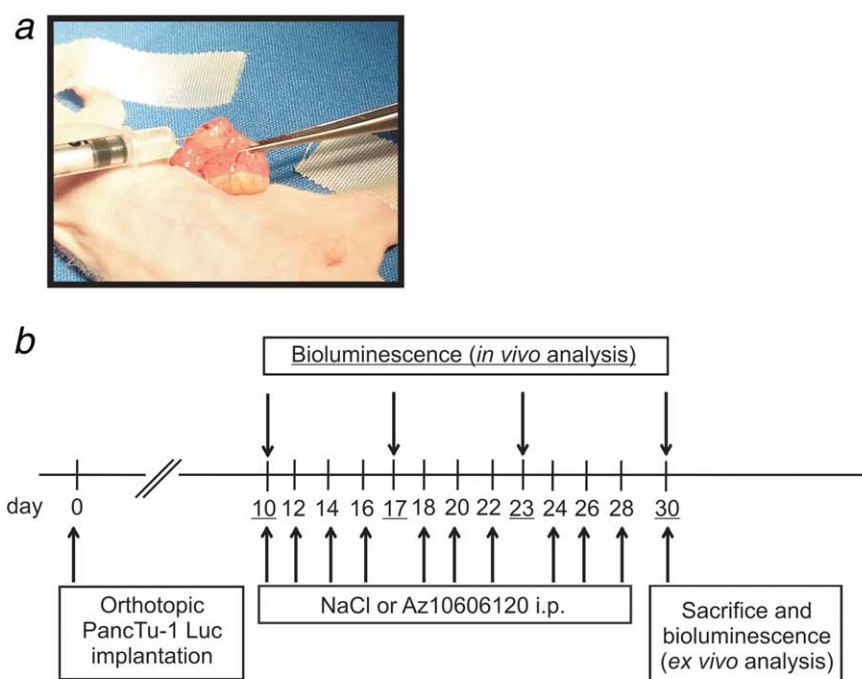 a
b
Bioluminescence (in vivo analysis)
day 0 10 12 14 16 17 18 20 22 23 24 26 28 30
Orthotopic
PancTu-1 Luc
implantation
NaCl or Az10606120 i.p.
Sacrifice and
bioluminescence
(ex vivo analysis)